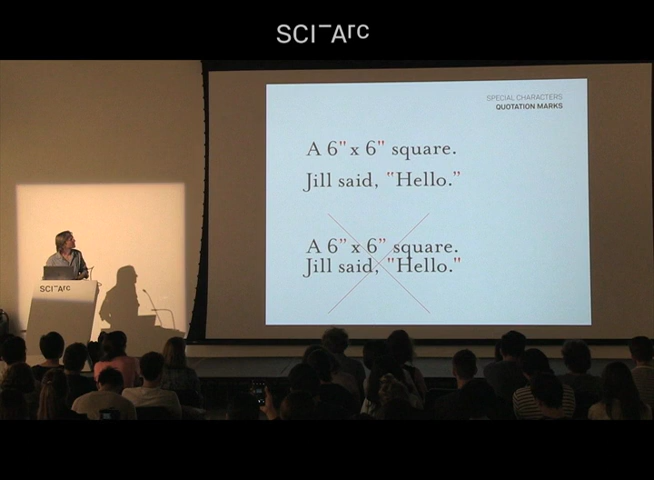 SCI-Arc
SPECIAL CHARACTERS
QUOTATION MARKS
A 6" x 6" square.
Jill said, “Hello.”
A 6” x 6” square.
Jill said, "Hello."
SCI-Arc